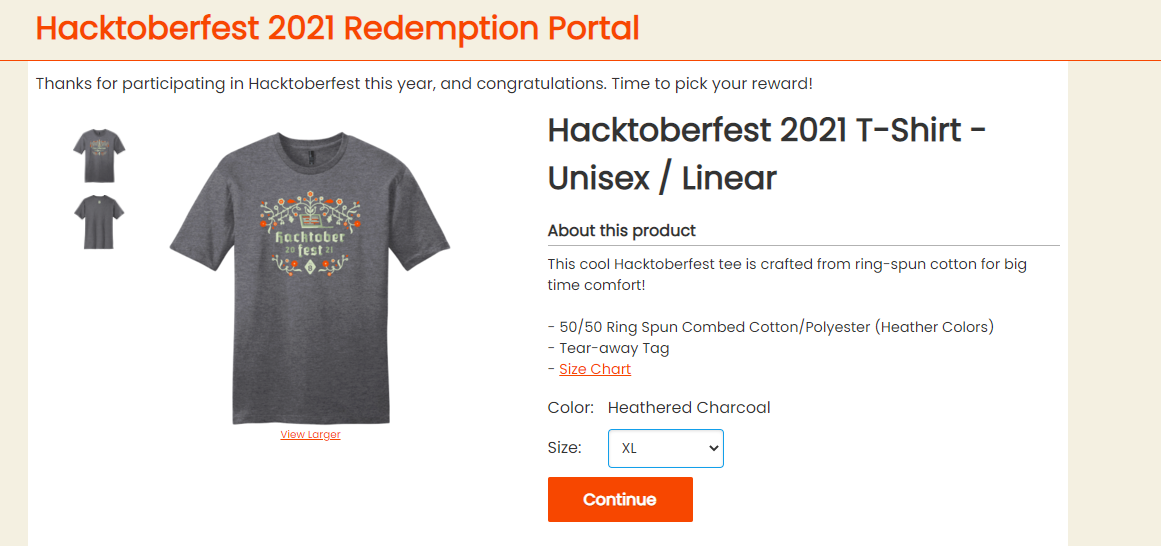 Hacktoberfest 2021 Redemption Portal
Thanks for participating in Hacktoberfest this year, and congratulations. Time to pick your reward!
hacktober
20 fest 21
View Larger
Hacktoberfest 2021 T-Shirt -
Unisex / Linear
About this product
This cool Hacktoberfest tee is crafted from ring-spun cotton for big
time comfort!
- 50/50 Ring Spun Combed Cotton/Polyester (Heather Colors)
- Tear-away Tag
- Size Chart
Color: Heathered Charcoal
Size: XL
Continue